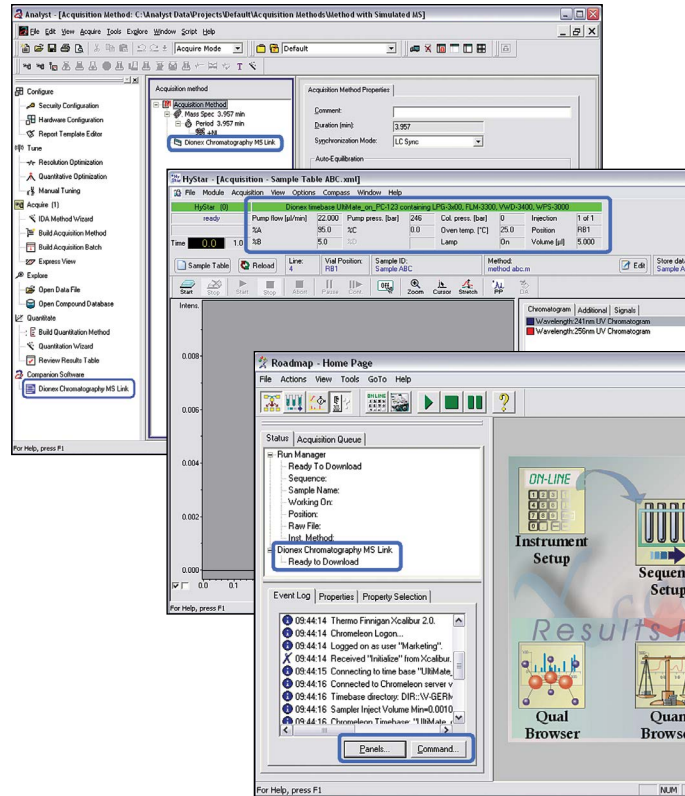 Analyst - [Acquisition Method: C:\Analyst Data\Projects\Default\Acquisition Methods\Method with Simulated MS]
File Edit View Acquire Tools Explore Window Script Help
Acquire Mode Default
Configure
Security Configuration
Hardware Configuration
Report Template Editor
Tune
Resolution Optimization
Quantitative Optimization
Manual Tuning
Acquire (1)
IDA Method Wizard
Build Acquisition Method
Build Acquisition Batch
Express View
Explore
Open Data File
Open Compound Database
Quantitate
Build Quantitation Method
Quantitation Wizard
Review Results Table
Companion Software
Dionex Chromatography MS Link
For Help, press F1
Acquisition method
Acquisition Method
Mass Spec 3.957 min
Period 3.957 min
Dionex Chromatography MS Link
Acquisition Method Properties
Comment:
Duration (min): 3.957
Synchronization Mode: LC Sync
Auto-Equilibration
HyStar - [Acquisition - Sample Table ABC.xml]
File Module Acquisition View Options Window Help
HyStar (0) Dionex timebase UltiMate_on_PC-123 containing LPG-3x00, FLM-3300, VWD-3400, WPS-3000
ready Pump flow [µl/min] 22.000 Pump press. [bar] 246 Col. press. [bar] 0 Injection 1 of 1
%A 95.0 %C 0.0 Oven temp. [°C] 25.0 Position RB1
Time 0.0 1.0 %B 5.0 %D Lamp On Volume [µl] 5.000
Sample Table Reload Line: 4 Vial Position: RB1 Sample ID: Sample ABC Method: method abc.m Edit Store data
Start Start Stop Abort Pause Cont OFF Zoom Cursor Stretch PP
Intens.
0.008
0.006
0.004
0.002
0.000
0.0 0.1
For Help, press F1
Chromatogram Additional Signals
Wavelength:241nm UV Chromatogram
Wavelength:256nm UV Chromatogram
Roadmap - Home Page
File Actions View Tools GoTo Help
Status Acquisition Queue
Run Manager
Ready To Download
Sequence:
Sample Name:
Working On:
Position:
Raw File:
Inst. Method:
Dionex Chromatography MS Link
Ready to Download
Event Log Properties Property Selection
09:44:14 Thermo Finnigan Xcalibur 2.0.
09:44:14 Chromeleon Logon...
09:44:14 Logged on as user "Marketing".
09:44:14 Received "Initialize" from Xcalibur.
09:44:15 Connecting to time base "UltiMate_
09:44:16 Connected to Chromeleon server v
09:44:16 Timebase directory: DIR::\V-GERM
09:44:16 Sampler Inject Volume Min=0.0010
09:44:16 Chromeleon Timebase: "UltiMate_
Panels... Command...
For Help, press F1
NUM
ON-LINE
Instrument
Setup
Sequen
Setup
Results
Qual
Browser
Quan
Brows